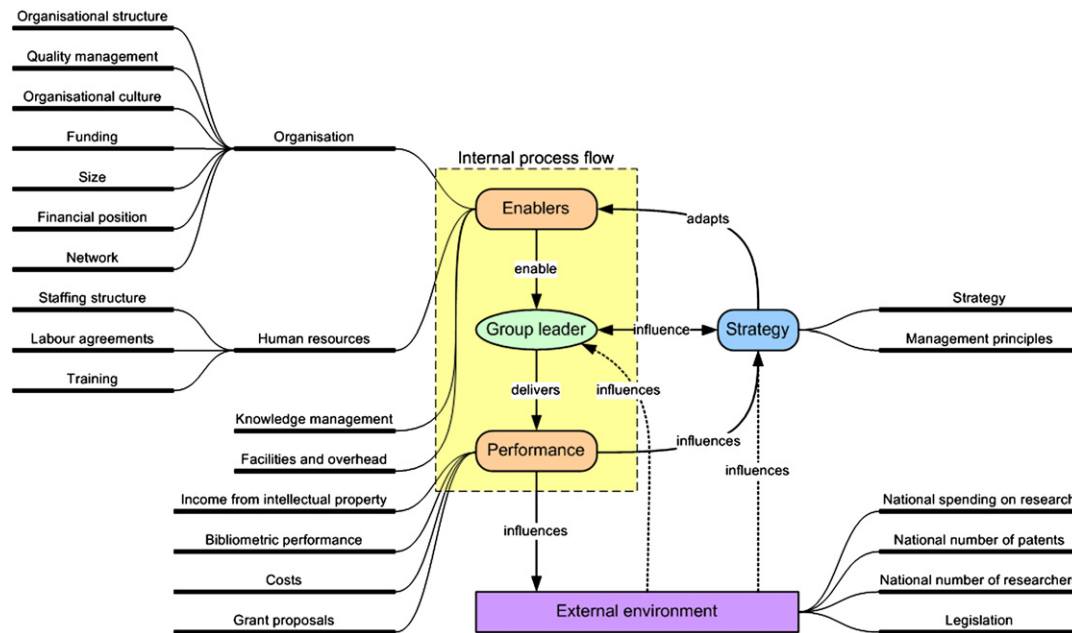 Organisational structure
Quality management
Organisational culture
Funding
Size
Financial position
Network
Staffing structure
Labour agreements
Training
Organisation
Human resources
Knowledge management
Facilities and overhead
Income from intellectual property
Bibliometric performance
Costs
Grant proposals
Internal process flow
Enablers
enable
Group leader
delivers
Performance
influences
External environment
adapts
influence
Strategy
influences
influences
influences
Strategy
Management principles
National spending on research
National number of patents
National number of researcher
Legislation